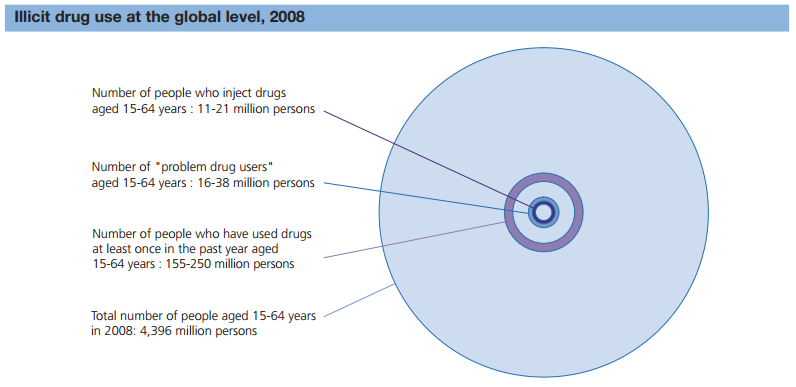 Illicit drug use at the global level, 2008
Number of people who inject drugs
aged 15-64 years : 11-21 million persons
Number of "problem drug users"
aged 15-64 years : 16-38 million persons
Number of people who have used drugs
at least once in the past year aged
15-64 years : 155-250 million persons
Total number of people aged 15-64 years
in 2008: 4,396 million persons